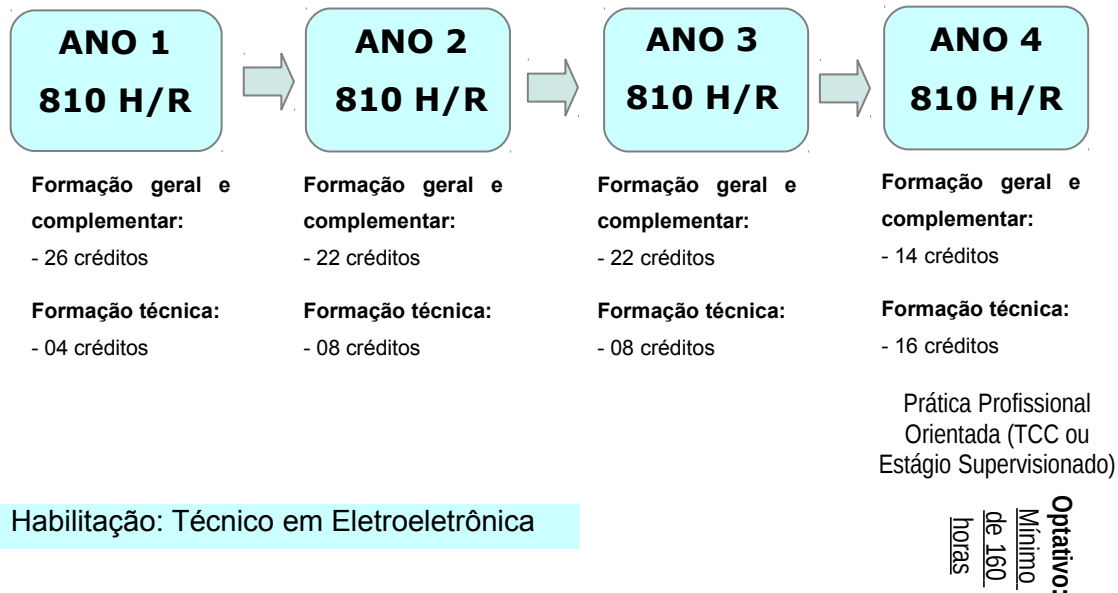 ANO 1
810 H/R
Formação geral e
complementar:
- 26 créditos
Formação técnica:
- 04 créditos
ANO 2
810 H/R
Formação geral e
complementar:
- 22 créditos
Formação técnica:
- 08 créditos
ANO 3
810 H/R
Formação geral e
complementar:
- 22 créditos
Formação técnica:
- 08 créditos
ANO 4
810 H/R
Formação geral e
complementar:
- 14 créditos
Formação técnica:
- 16 créditos
Prática Profissional
Orientada (TCC ou
Estágio Supervisionado)
Optativo:
Mínimo
de 160
horas
Habilitação: Técnico em Eletroeletrônica